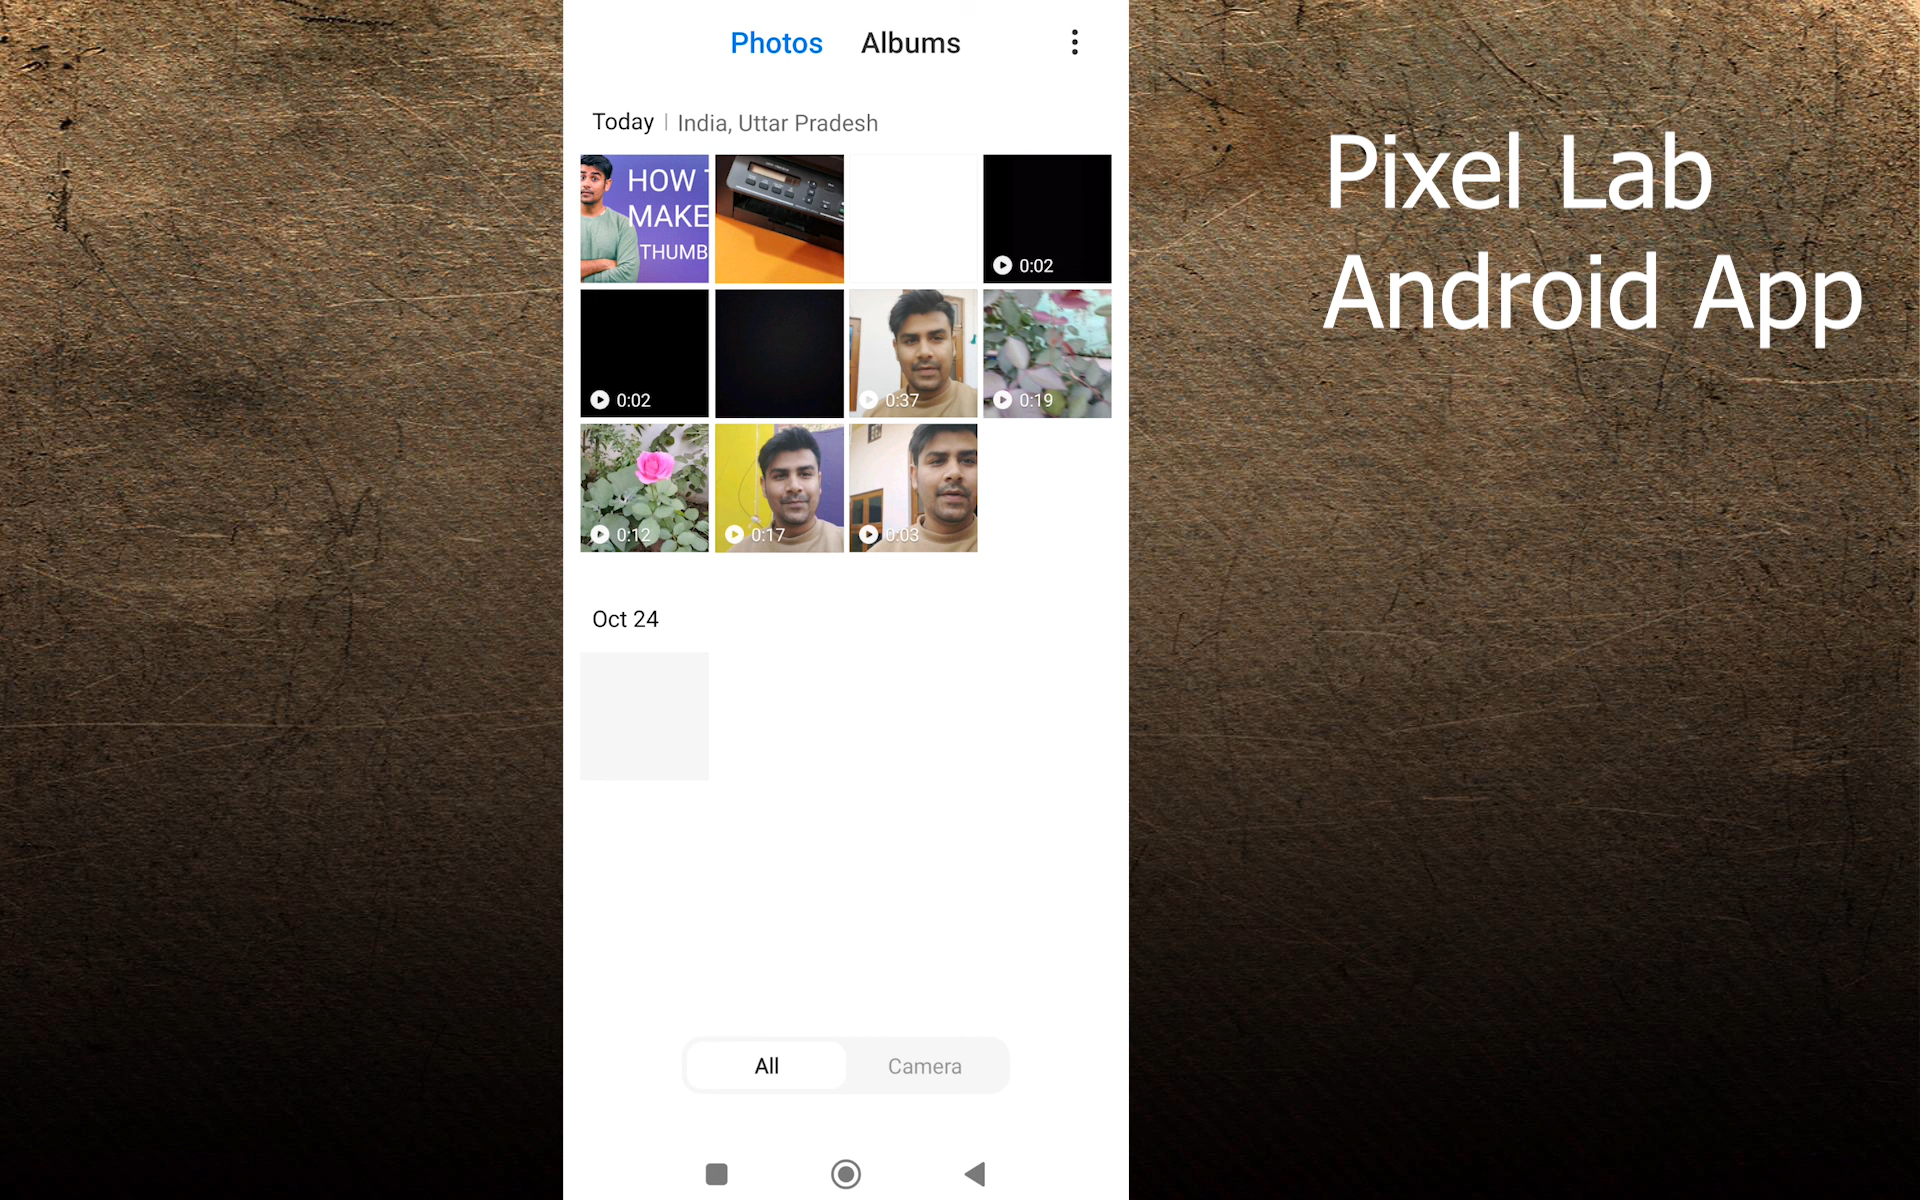 Photos Albums
Today | India, Uttar Pradesh
HOW T
MAKE
THUMB
0:02
0:02
0:37
0:19
0:12
0:17
0:03
Oct 24
All Camera
Pixel Lab
Android App